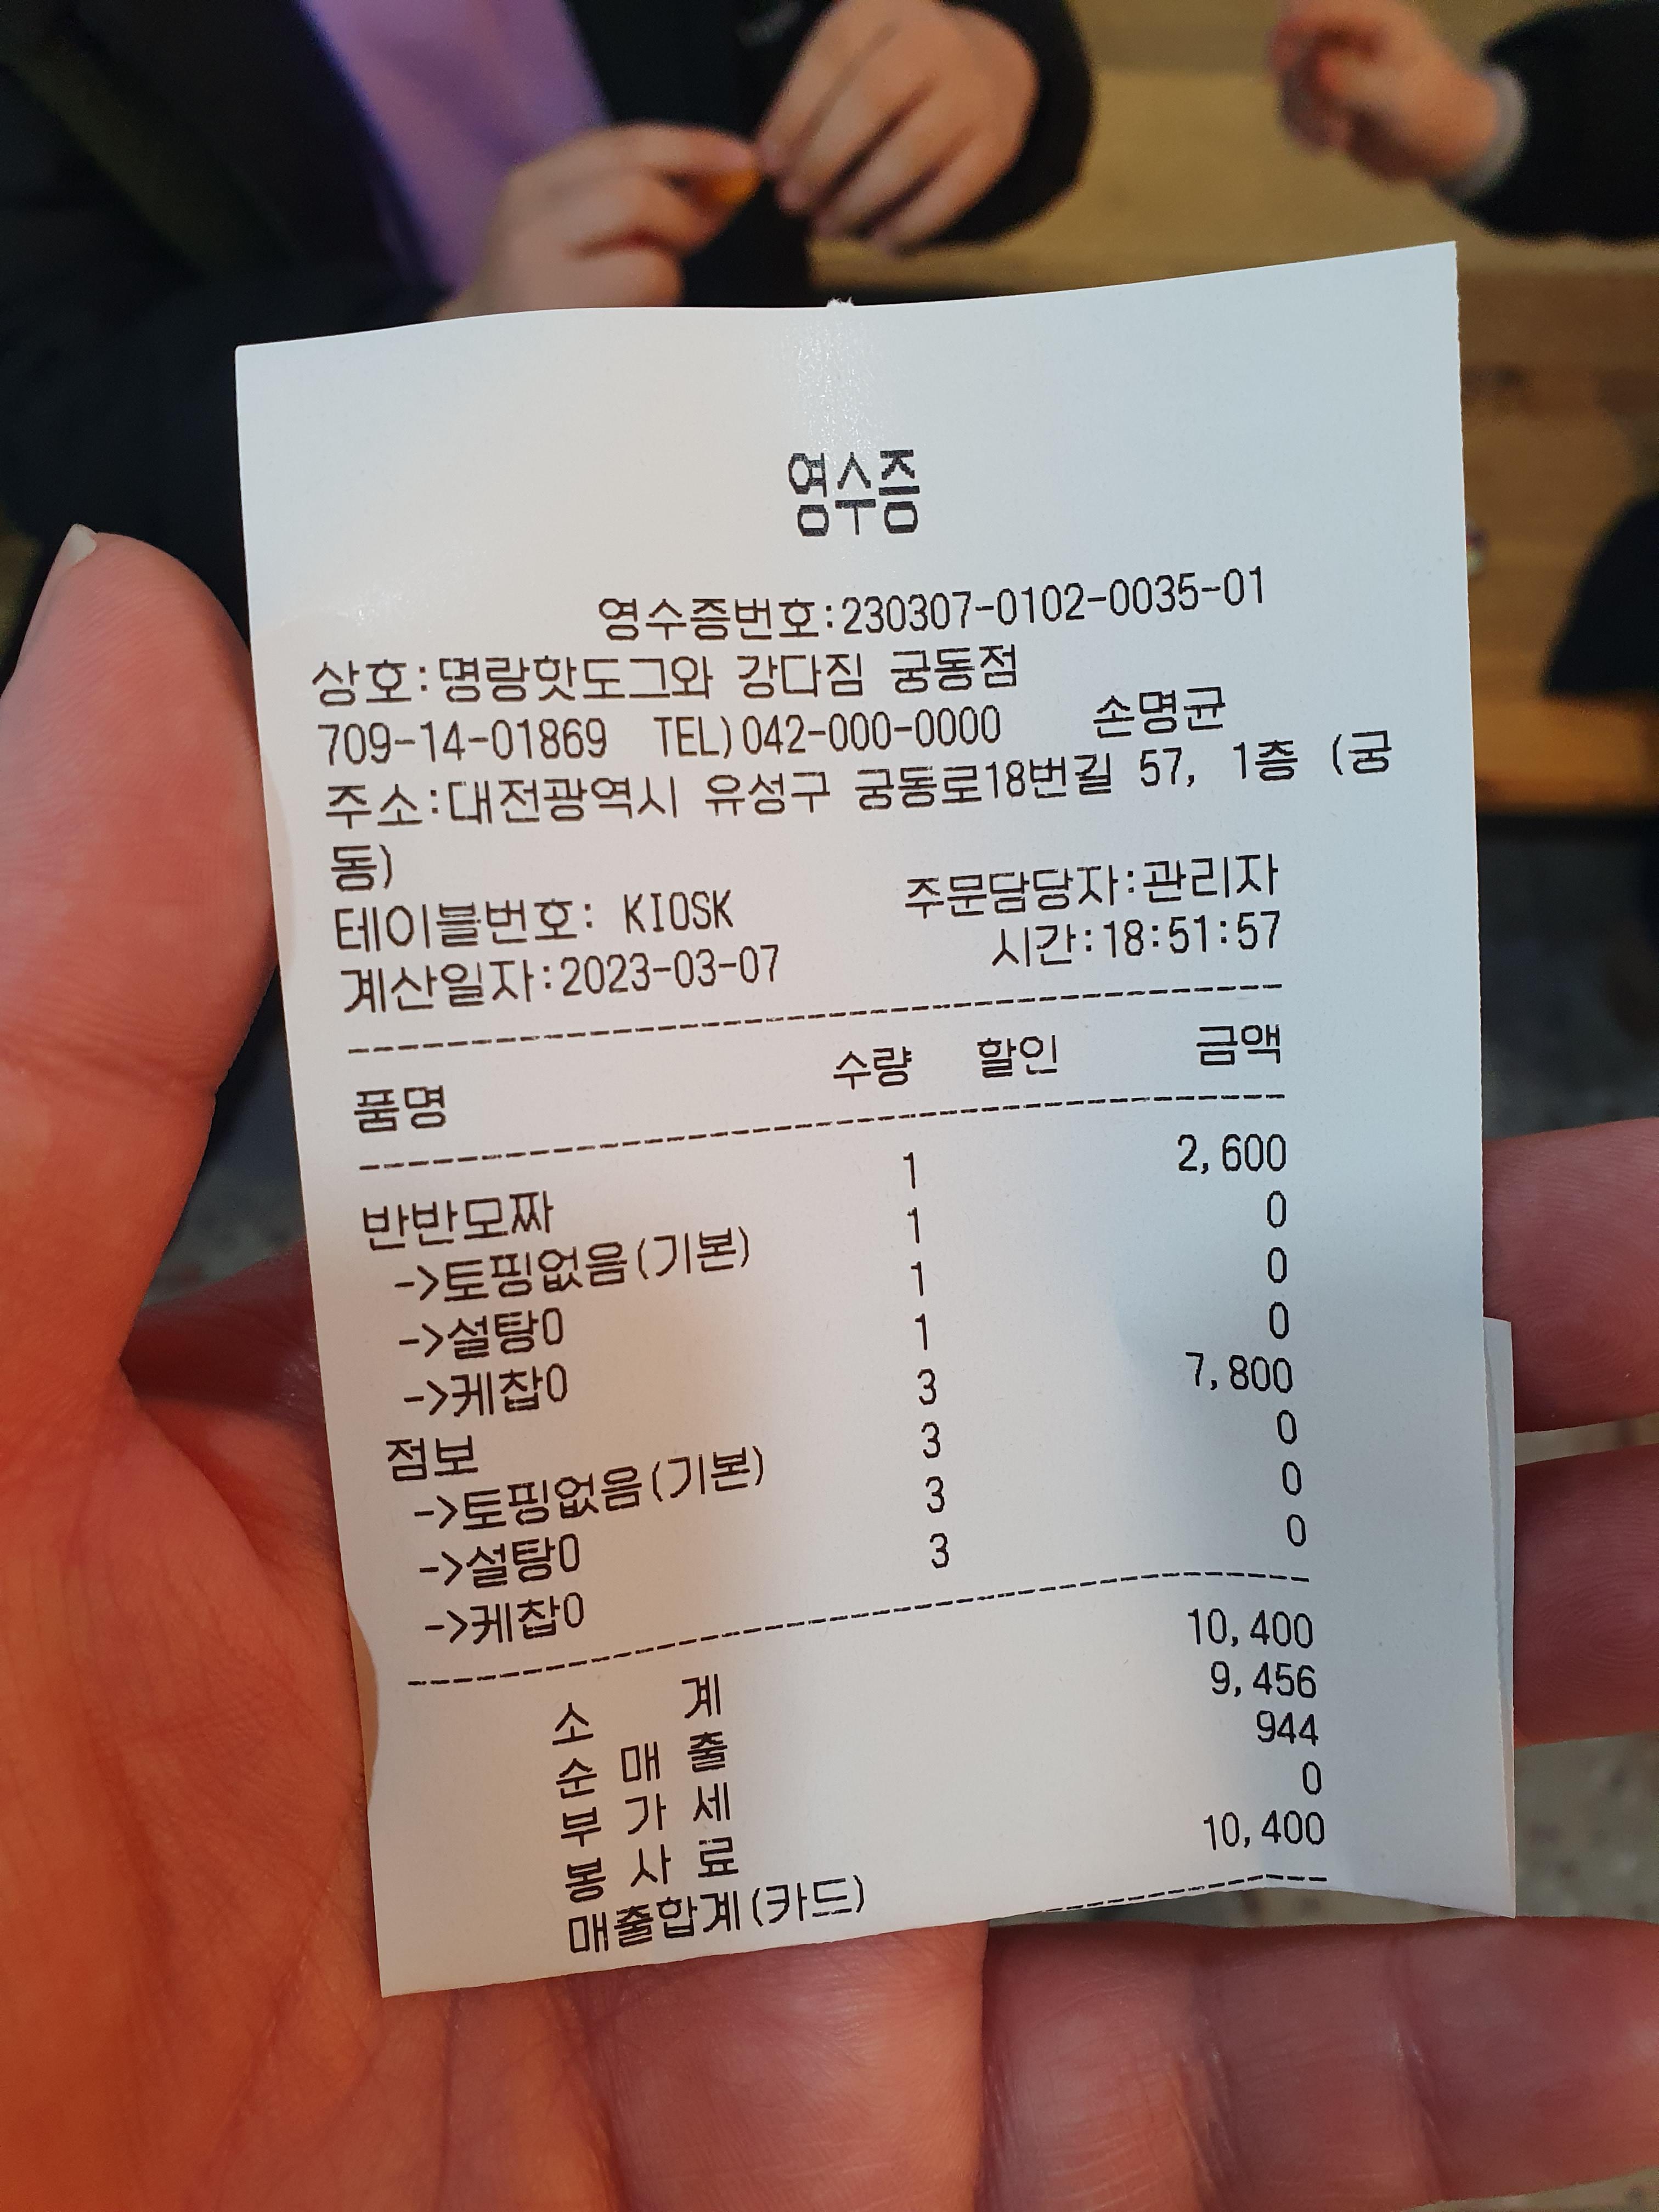 영수증
영수증번호:230307-0102-0035-01
상호:명랑핫도그와 강다짐 궁동점
709-14-01869 TEL)042-000-0000 손명균
주소:대전광역시 유성구 궁동로18번길 57, 1층 (궁
동)
테이블번호: KIOSK 주문담당자:관리자
계산일자:2023-03-07 시간:18:51:57
품명 수량 할인 금액
반반모짜 1 2,600
->토핑없음(기본) 1 0
->설탕O 1 0
->케찹O 1 0
점보 3 7,800
->토핑없음(기본) 3 0
->설탕O 3 0
->케찹O 3 0
소 계 10,400
순 매 출 9,456
부 가 세 944
봉 사 료 0
매출합계(카드) 10,400